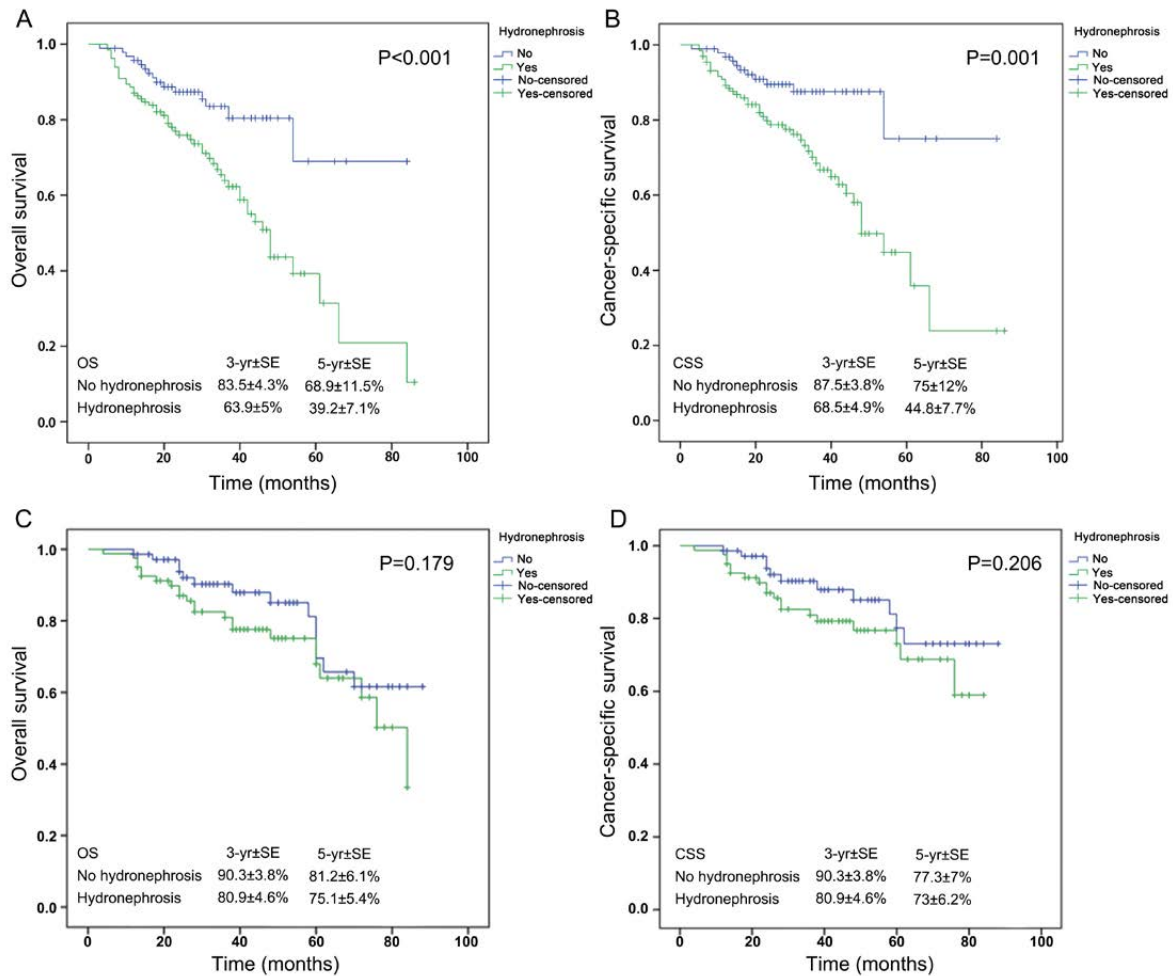 A
Hydronephrosis
No
Yes
No-censored
Yes-censored
P<0.001
1.0
0.8
0.6
0.4
0.2
0.0
Overall survival
OS 3-yr±SE 5-yr±SE
No hydronephrosis 83.5±4.3% 68.9±11.5%
Hydronephrosis 63.9±5% 39.2±7.1%
0 20 40 60 80 100
Time (months)
B
Hydronephrosis
No
Yes
No-censored
Yes-censored
P=0.001
1.0
0.8
0.6
0.4
0.2
0.0
Cancer-specific survival
CSS 3-yr±SE 5-yr±SE
No hydronephrosis 87.5±3.8% 75±12%
Hydronephrosis 68.5±4.9% 44.8±7.7%
0 20 40 60 80 100
Time (months)
C
Hydronephrosis
No
Yes
No-censored
Yes-censored
P=0.179
1.0
0.8
0.6
0.4
0.2
0.0
Overall survival
OS 3-yr±SE 5-yr±SE
No hydronephrosis 90.3±3.8% 81.2±6.1%
Hydronephrosis 80.9±4.6% 75.1±5.4%
0 20 40 60 80 100
Time (months)
D
Hydronephrosis
No
Yes
No-censored
Yes-censored
P=0.206
1.0
0.8
0.6
0.4
0.2
0.0
Cancer-specific survival
CSS 3-yr±SE 5-yr±SE
No hydronephrosis 90.3±3.8% 77.3±7%
Hydronephrosis 80.9±4.6% 73±6.2%
0 20 40 60 80 100
Time (months)